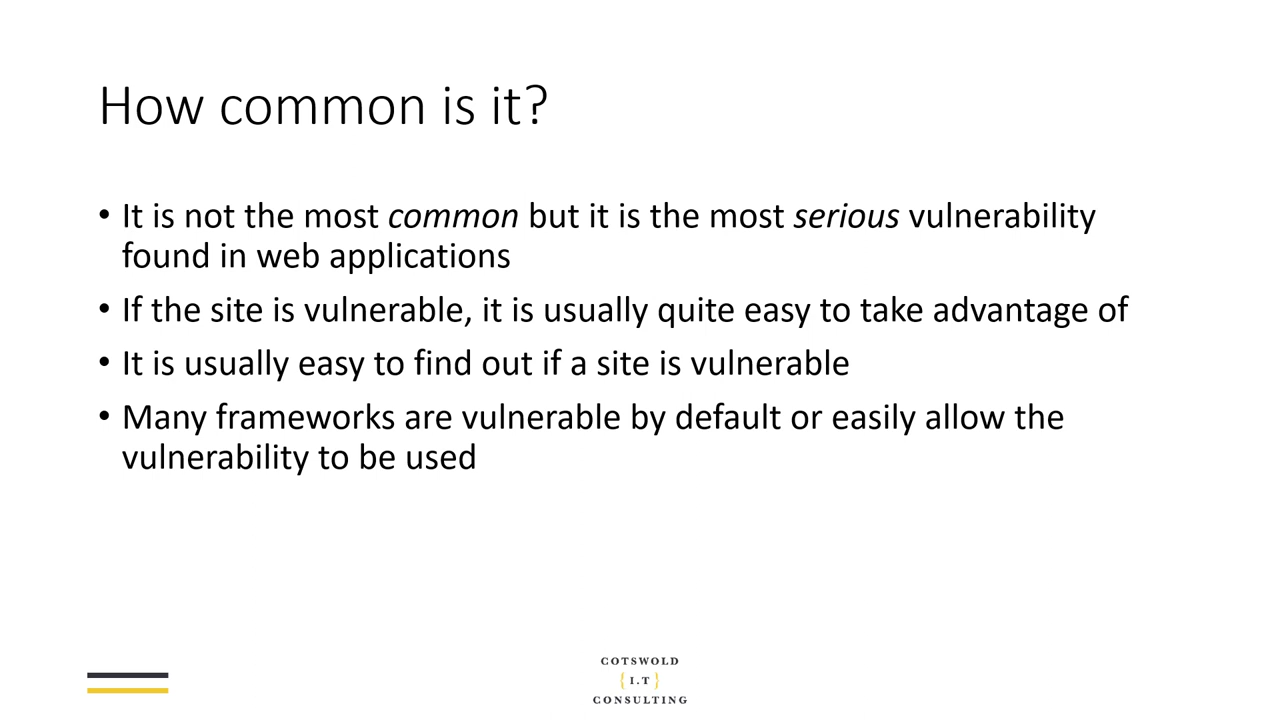 How common is it?
• It is not the most common but it is the most serious vulnerability
found in web applications
• If the site is vulnerable, it is usually quite easy to take advantage of
• It is usually easy to find out if a site is vulnerable
• Many frameworks are vulnerable by default or easily allow the
vulnerability to be used
COTSWOLD
{ I.T }
CONSULTING